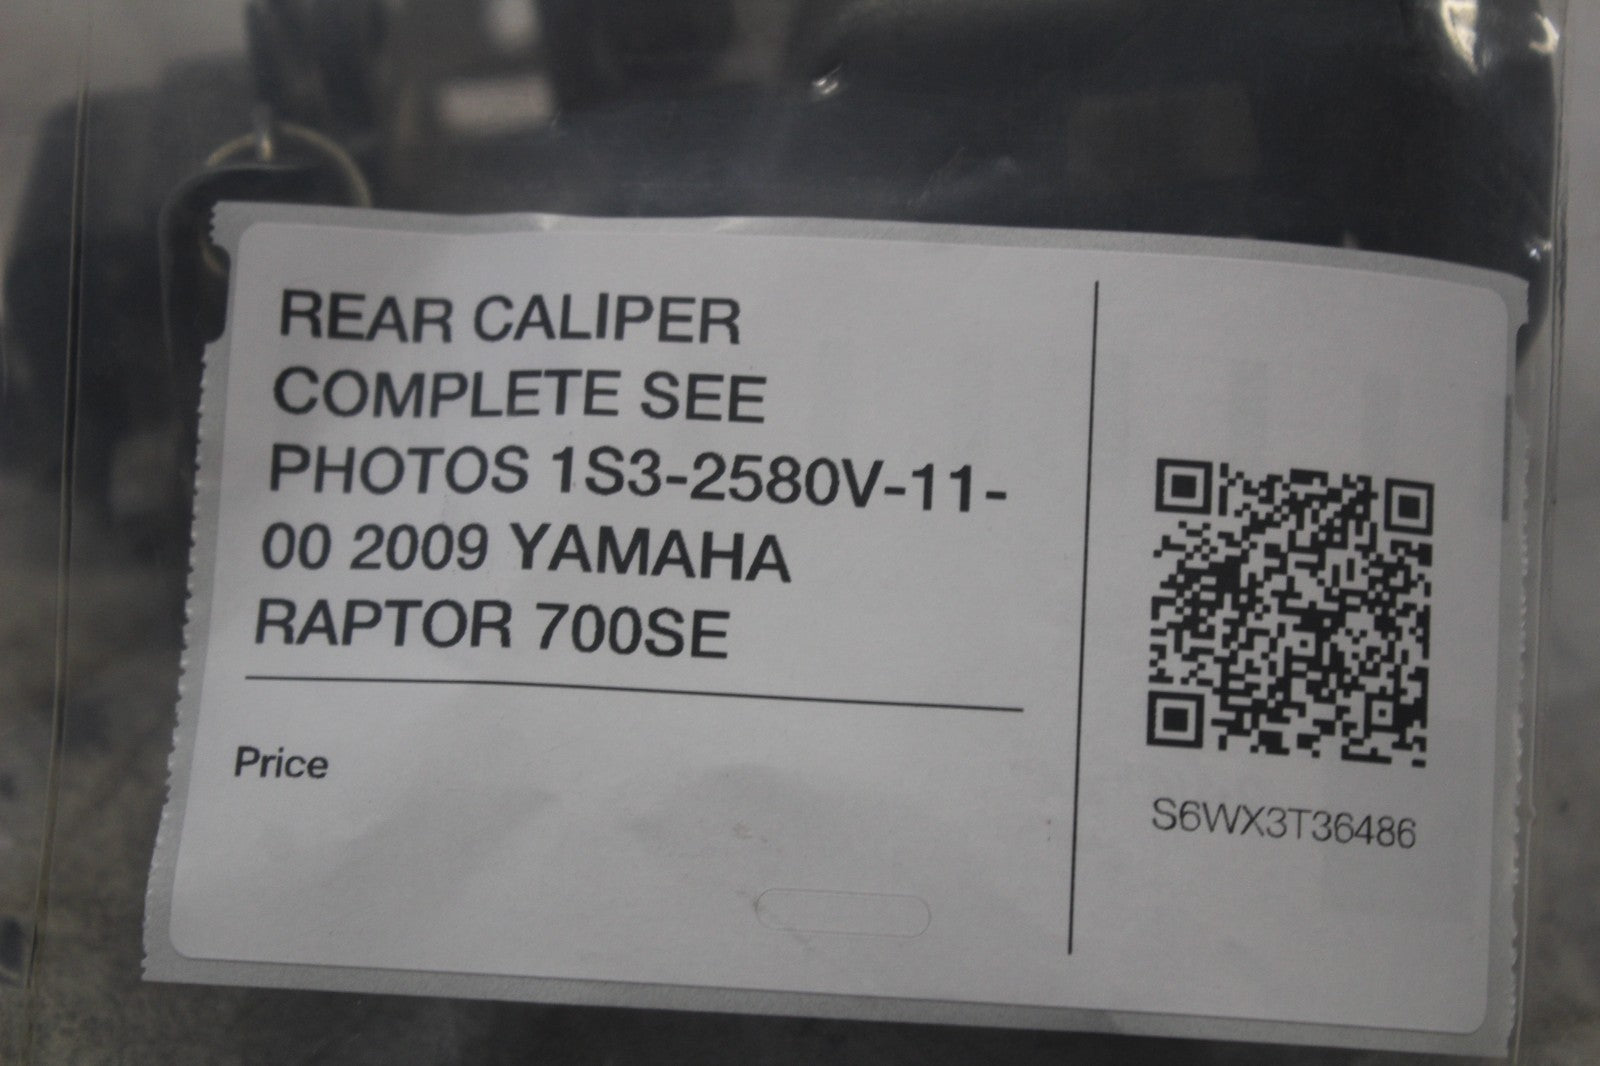 REAR CALIPER
COMPLETE SEE
PHOTOS 1S3-2580V-11-
00 2009 YAMAHA
RAPTOR 700SE
Price
S6WX3T36486